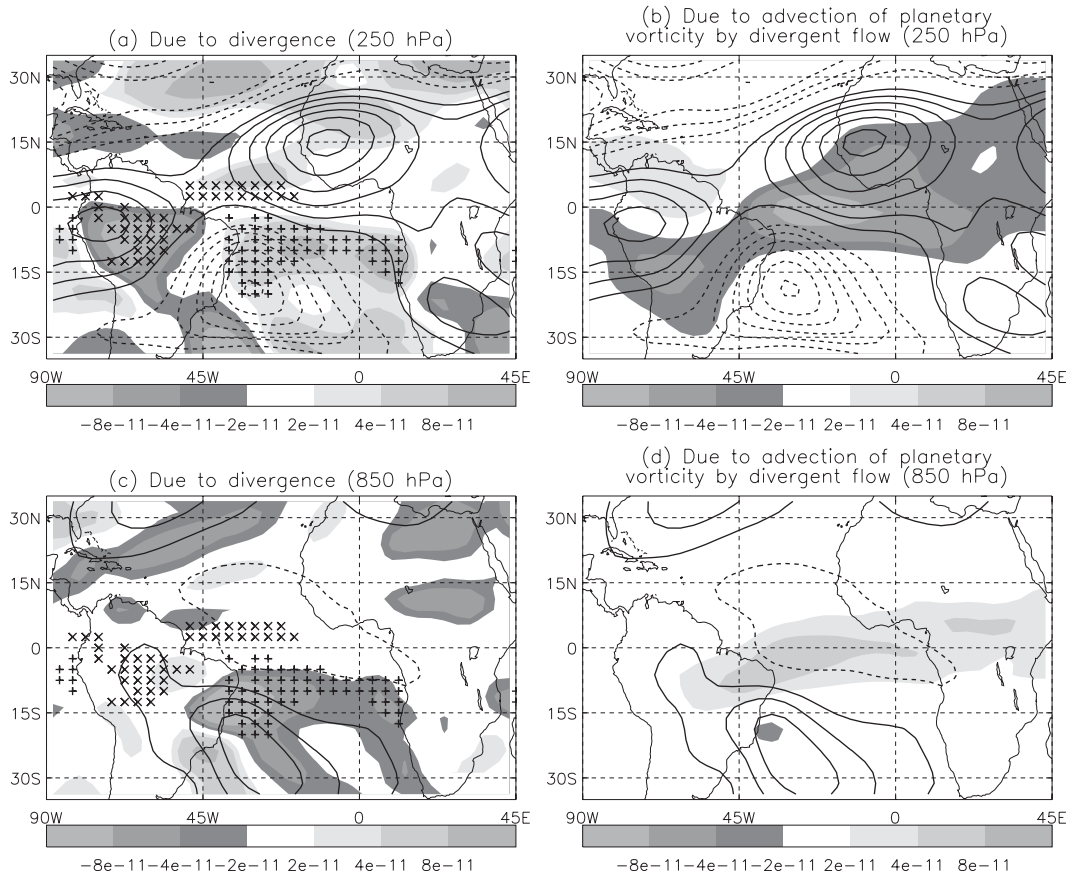 (a) Due to divergence (250 hPa)
30N
15N
0
15S
30S
90W 45W 0 45E
-8e-11 -4e-11 -2e-11 2e-11 4e-11 8e-11
(b) Due to advection of planetary
vorticity by divergent flow (250 hPa)
30N
15N
0
15S
30S
90W 45W 0 45E
-8e-11 -4e-11 -2e-11 2e-11 4e-11 8e-11
(c) Due to divergence (850 hPa)
30N
15N
0
15S
30S
90W 45W 0 45E
-8e-11 -4e-11 -2e-11 2e-11 4e-11 8e-11
(d) Due to advection of planetary
vorticity by divergent flow (850 hPa)
30N
15N
0
15S
30S
90W 45W 0 45E
-8e-11 -4e-11 -2e-11 2e-11 4e-11 8e-11